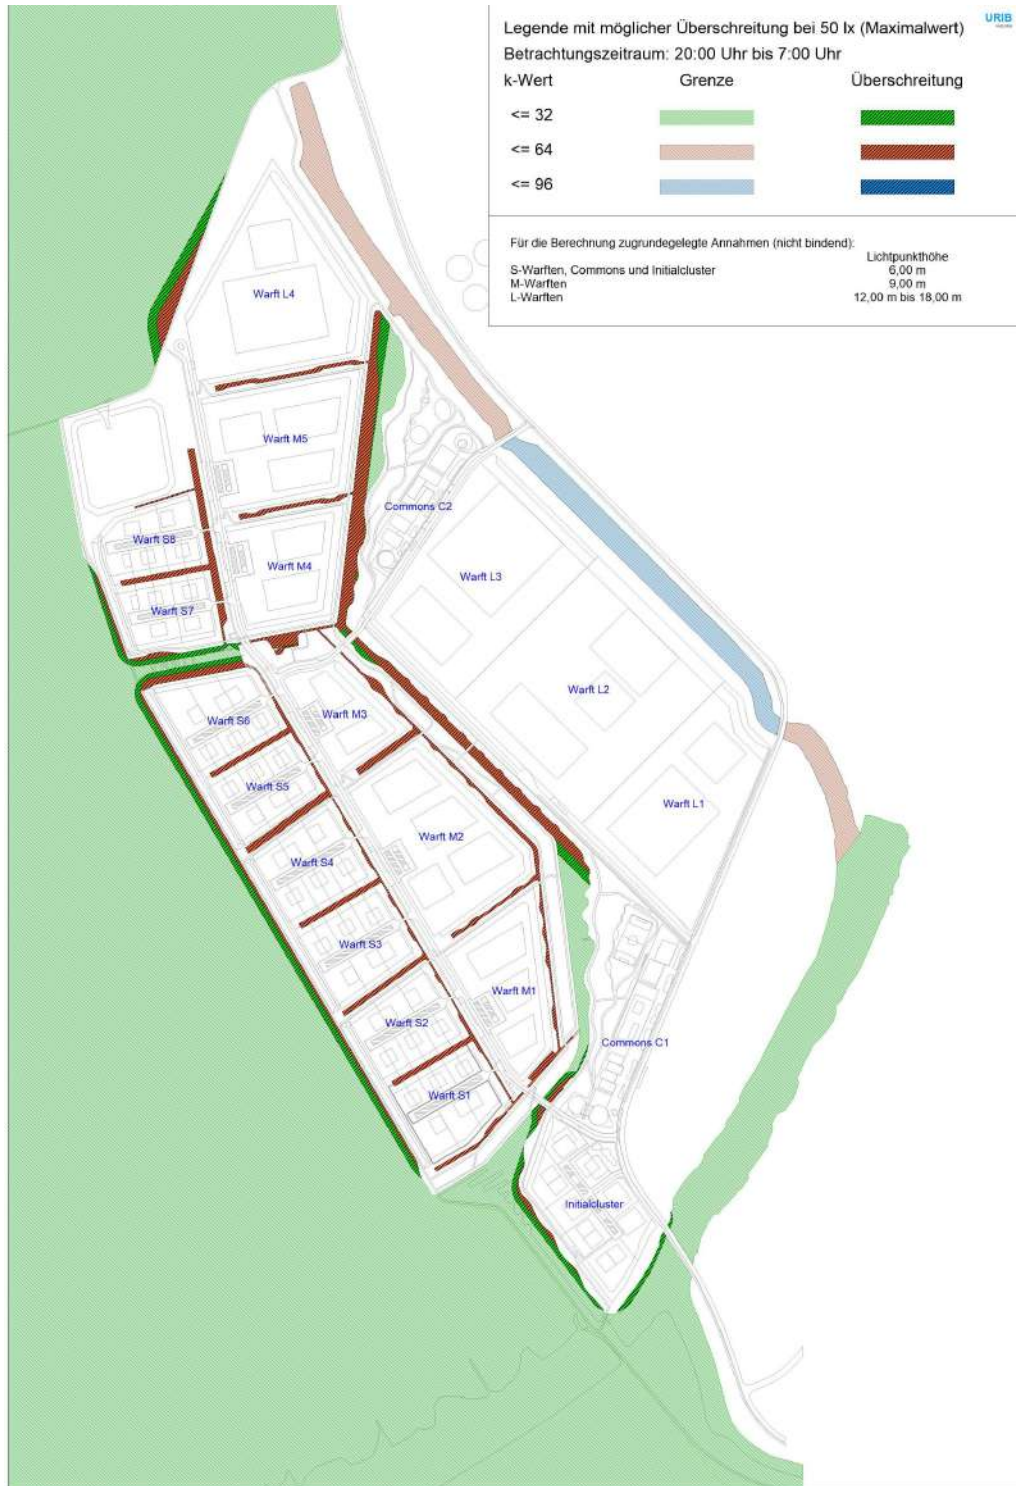 URIB
Legende mit möglicher Überschreitung bei 50 lx (Maximalwert)
Betrachtungszeitraum: 20:00 Uhr bis 7:00 Uhr
k-Wert Grenze Überschreitung
<= 32
<= 64
<= 96
Für die Berechnung zugrundegelegte Annahmen (nicht bindend):
Lichtpunkthöhe
S-Warften, Commons und Initialcluster 6,00 m
M-Warften 9,00 m
L-Warften 12,00 m bis 18,00 m
Warft L4
Warft M5
Commons C2
Warft S8
Warft M4
Warft L3
Warft S7
Warft L2
Warft M3
Warft S6
Warft S5
Warft L1
Warft M2
Warft S4
Warft S3
Warft M1
Warft S2
Commons C1
Warft S1
Initialcluster